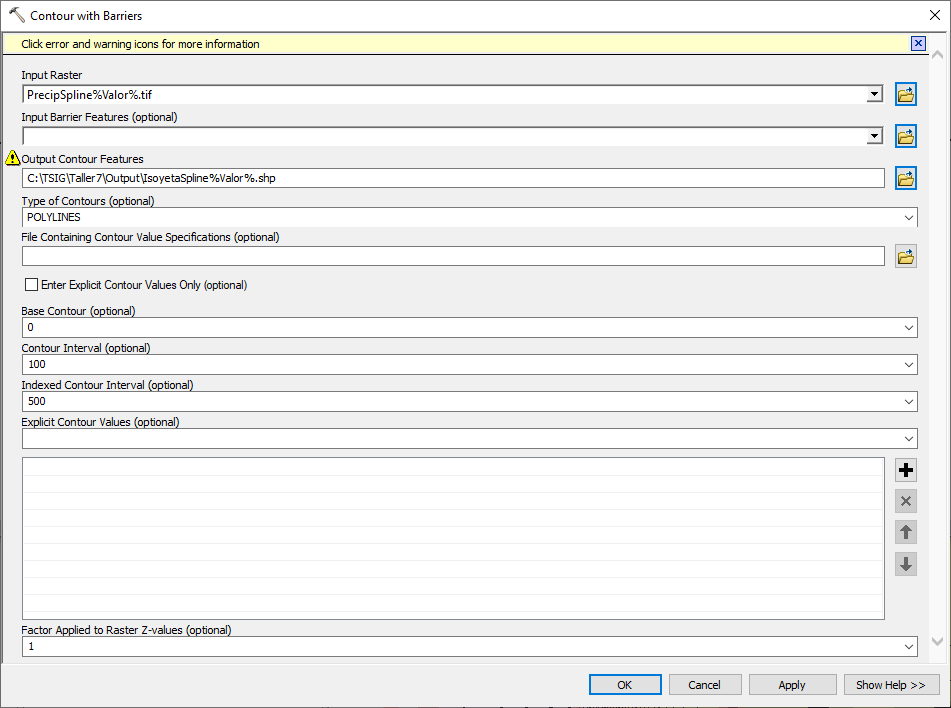 Contour with Barriers
Click error and warning icons for more information
Input Raster
PrecipSpline%Valor%.tif
Input Barrier Features (optional)
Output Contour Features
C:\TSIG\Taller7\Output\IsoyetaSpline%Valor%.shp
Type of Contours (optional)
POLYLINES
File Containing Contour Value Specifications (optional)
Enter Explicit Contour Values Only (optional)
Base Contour (optional)
0
Contour Interval (optional)
100
Indexed Contour Interval (optional)
500
Explicit Contour Values (optional)
Factor Applied to Raster Z-values (optional)
1
OK Cancel Apply Show Help >>